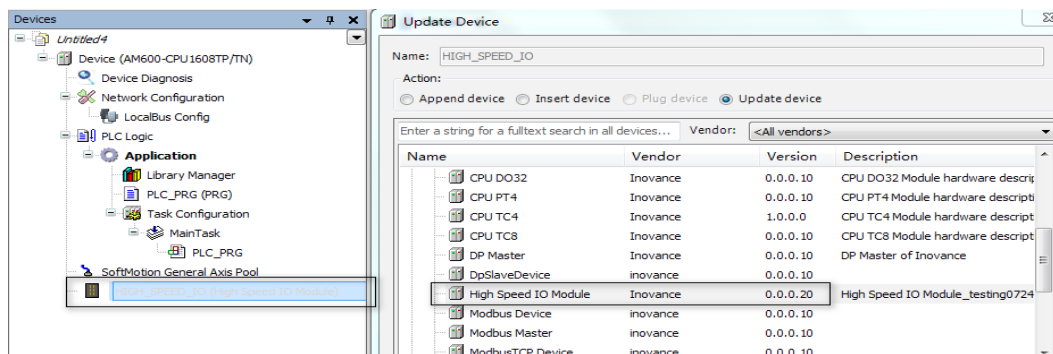 Devices
Untitled4
Device (AM600-CPU1608TP/TN)
Device Diagnosis
Network Configuration
LocalBus Config
PLC Logic
Application
Library Manager
PLC_PRG (PRG)
Task Configuration
MainTask
PLC_PRG
SoftMotion General Axis Pool
HIGH_SPEED_IO (High Speed IO Module)
Update Device
Name: HIGH_SPEED_IO
Action:
Append device Insert device Plug device Update device
Enter a string for a fulltext search in all devices... Vendor: <All vendors>
Name Vendor Version Description
CPU DO32 Inovance 0.0.0.10 CPU DO32 Module hardware descrip
CPU PT4 Inovance 0.0.0.10 CPU PT4 Module hardware descripti
CPU TC4 Inovance 1.0.0.0 CPU TC4 Module hardware descript
CPU TC8 Inovance 0.0.0.10 CPU TC8 Module hardware descript
DP Master Inovance 0.0.0.10 DP Master of Inovance
DpSlaveDevice inovance 0.0.0.10
High Speed IO Module Inovance 0.0.0.20 High Speed IO Module_testing0724
Modbus Device inovance 0.0.0.10
Modbus Master inovance 0.0.0.10
ModbusTCP Device inovance 0.0.0.10